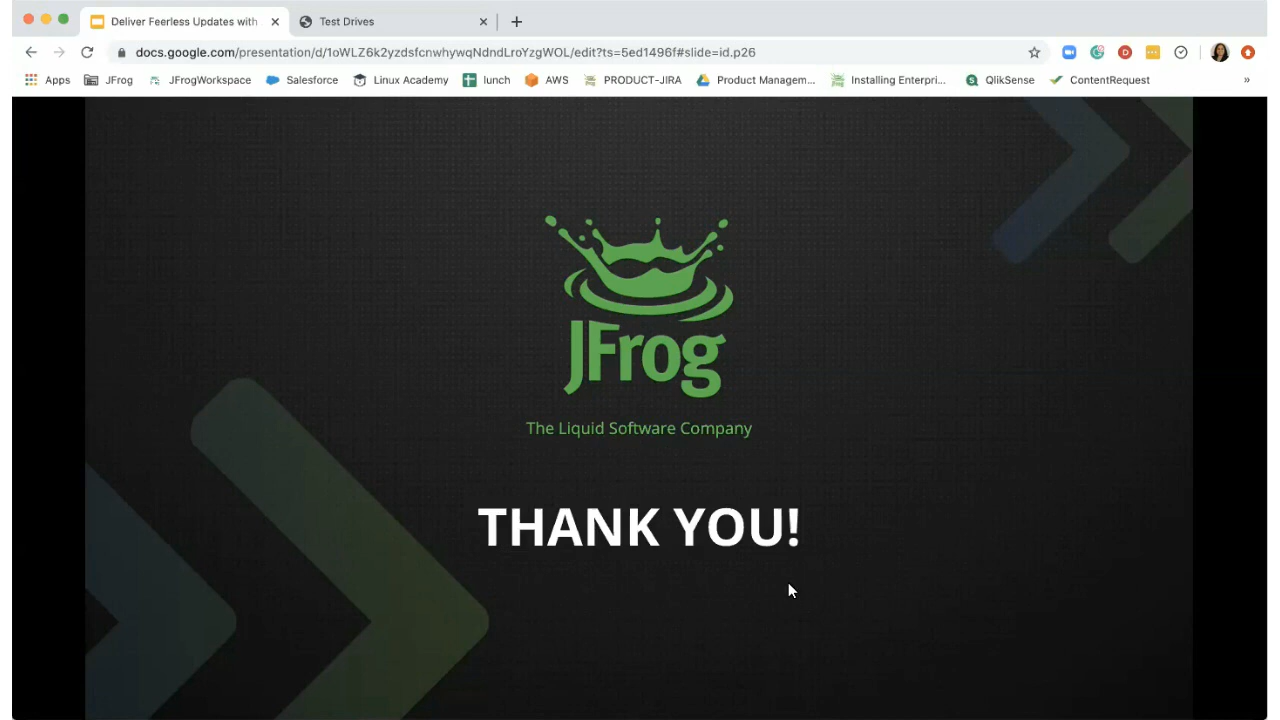 Deliver Feerless Updates with
Test Drives
docs.google.com/presentation/d/1oWLZ6k2yzdsfcnwhywqNdndLroYzgWOL/edit?ts=5ed1496f#slide=id.p26
Apps JFrog JFrogWorkspace Salesforce Linux Academy lunch AWS PRODUCT-JIRA Product Managem... Installing Enterpri... QlikSense ContentRequest »
JFrog
The Liquid Software Company
THANK YOU!